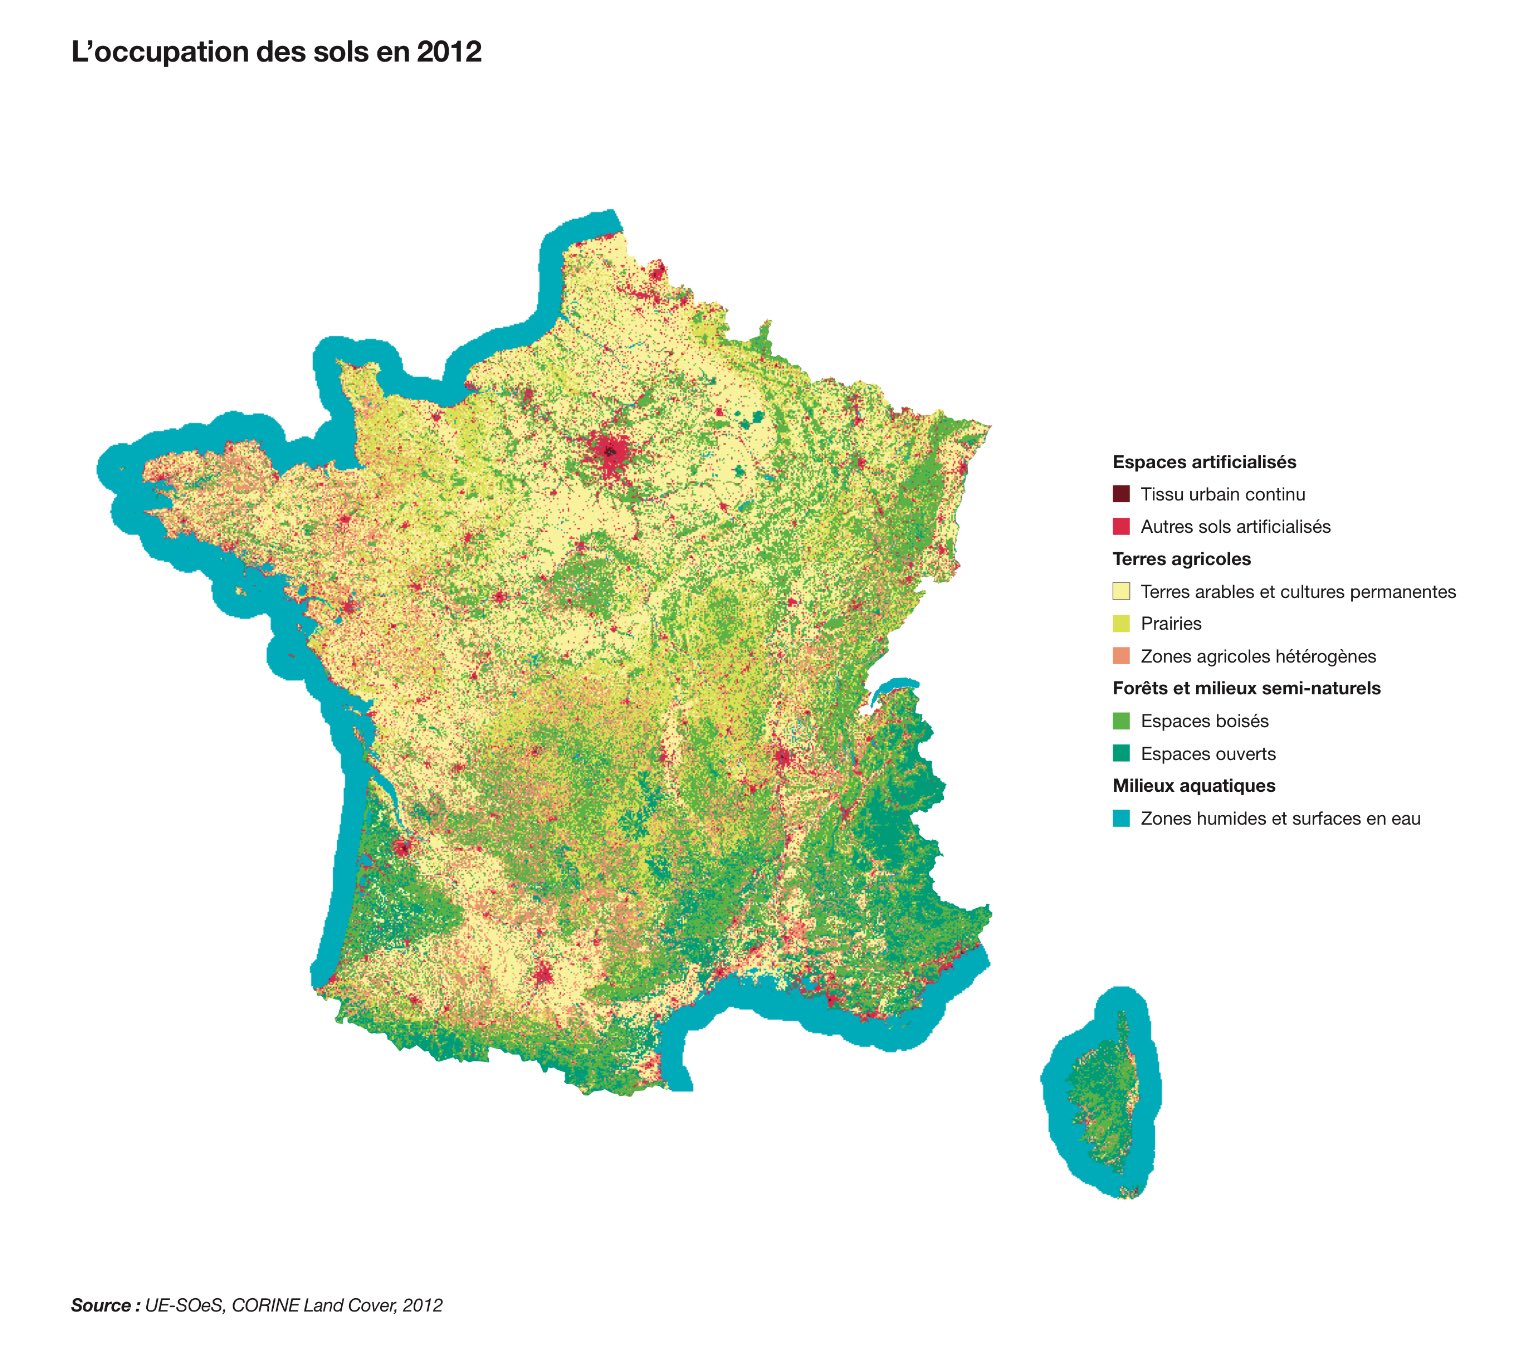 L’occupation des sols en 2012
Espaces artificialisés
Tissu urbain continu
Autres sols artificialisés
Terres agricoles
Terres arables et cultures permanentes
Prairies
Zones agricoles hétérogènes
Forêts et milieux semi-naturels
Espaces boisés
Espaces ouverts
Milieux aquatiques
Zones humides et surfaces en eau
Source : UE-SOeS, CORINE Land Cover, 2012